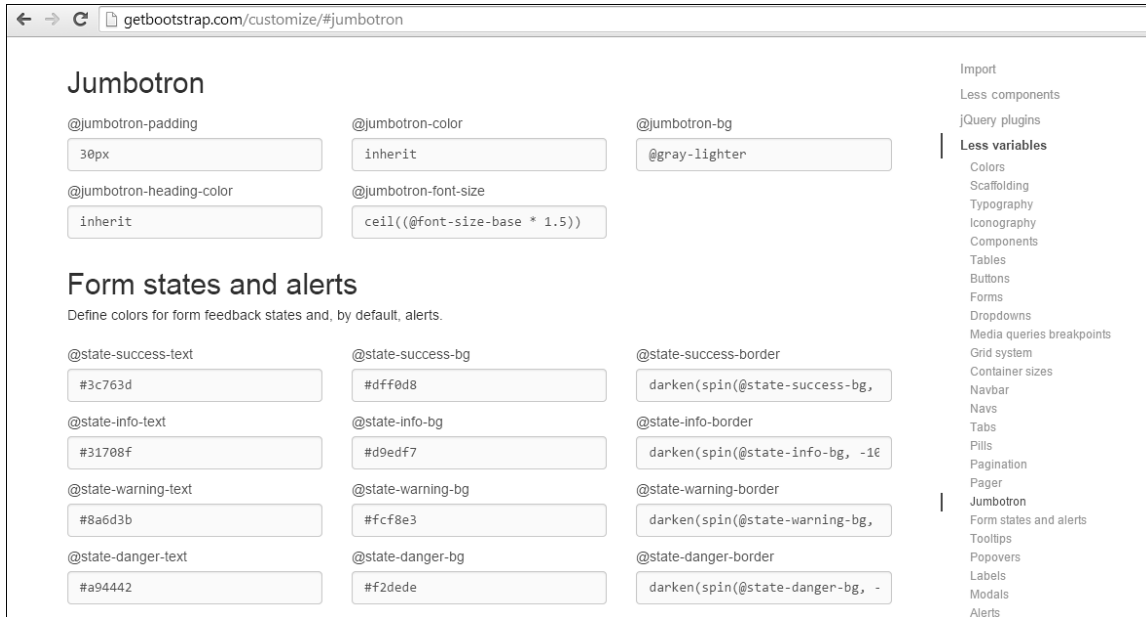 getbootstrap.com/customize/#jumbotron
Jumbotron
@jumbotron-padding @jumbotron-color @jumbotron-bg
30px inherit @gray-lighter
@jumbotron-heading-color @jumbotron-font-size
inherit ceil((@font-size-base * 1.5))
Form states and alerts
Define colors for form feedback states and, by default, alerts.
@state-success-text @state-success-bg @state-success-border
#3c763d #dff0d8 darken(spin(@state-success-bg,
@state-info-text @state-info-bg @state-info-border
#31708f #d9edf7 darken(spin(@state-info-bg, -10
@state-warning-text @state-warning-bg @state-warning-border
#8a6d3b #fcf8e3 darken(spin(@state-warning-bg,
@state-danger-text @state-danger-bg @state-danger-border
#a94442 #f2dede darken(spin(@state-danger-bg, -
Import
Less components
jQuery plugins
Less variables
Colors
Scaffolding
Typography
Iconography
Components
Tables
Buttons
Forms
Dropdowns
Media queries breakpoints
Grid system
Container sizes
Navbar
Navs
Tabs
Pills
Pagination
Pager
Jumbotron
Form states and alerts
Tooltips
Popovers
Labels
Modals
Alerts